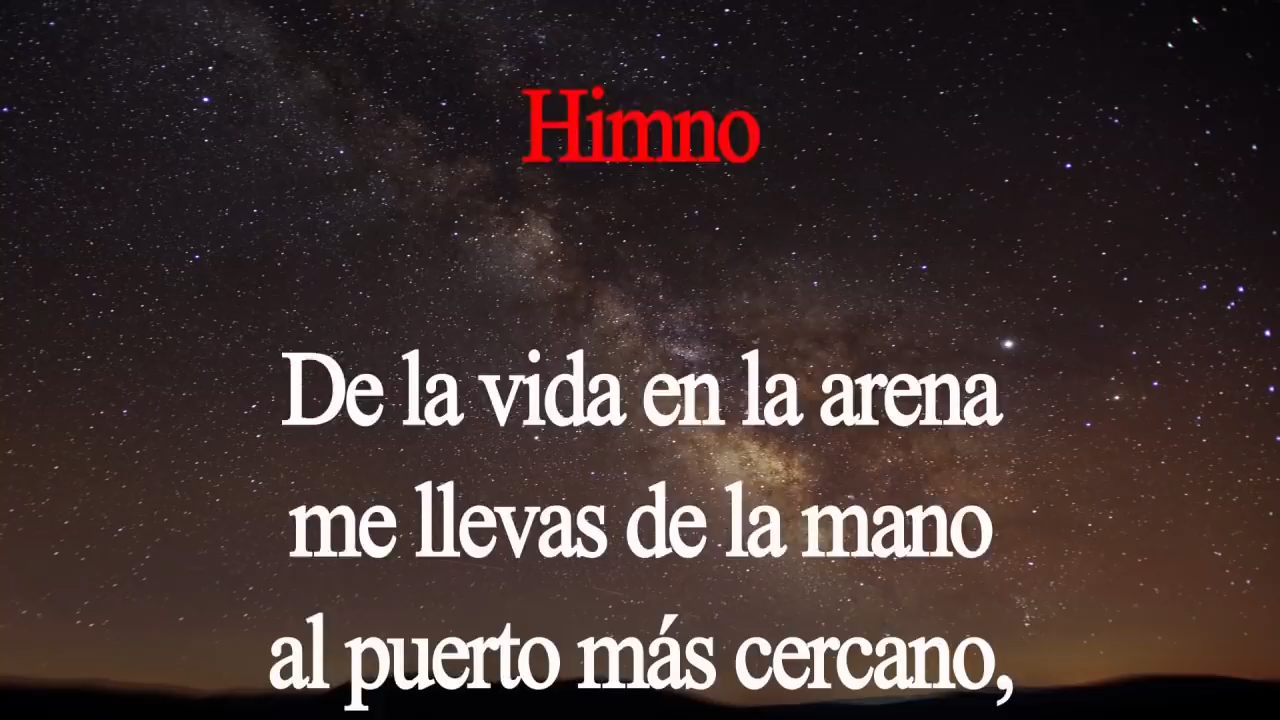 Himno
De la vida en la arena
me llevas de la mano
al puerto más cercano,